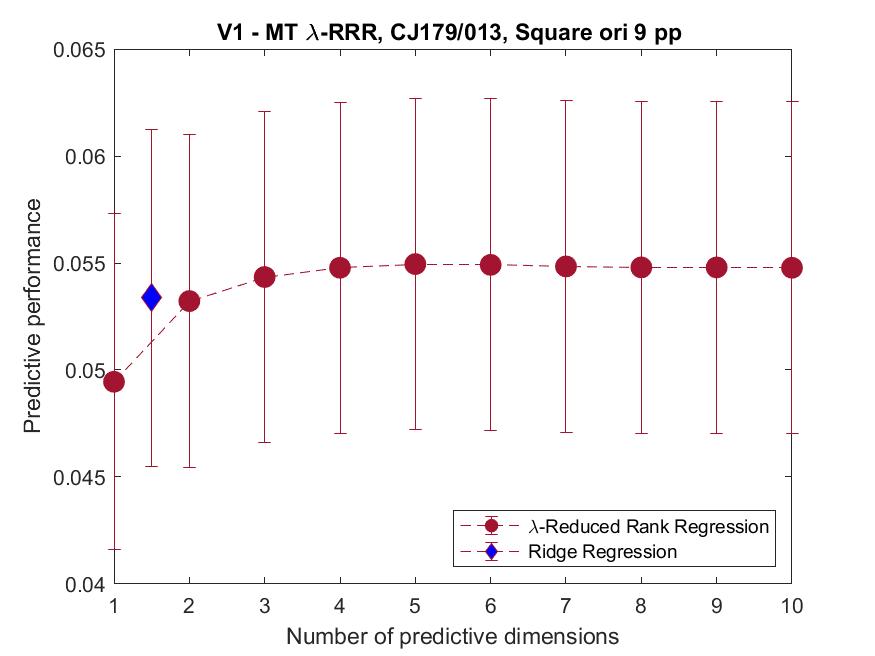 V1 - MT λ-RRR, CJ179/013, Square ori 9 pp
0.065
0.06
0.055
0.05
0.045
0.04
Predictive performance
1 2 3 4 5 6 7 8 9 10
Number of predictive dimensions
λ-Reduced Rank Regression
Ridge Regression